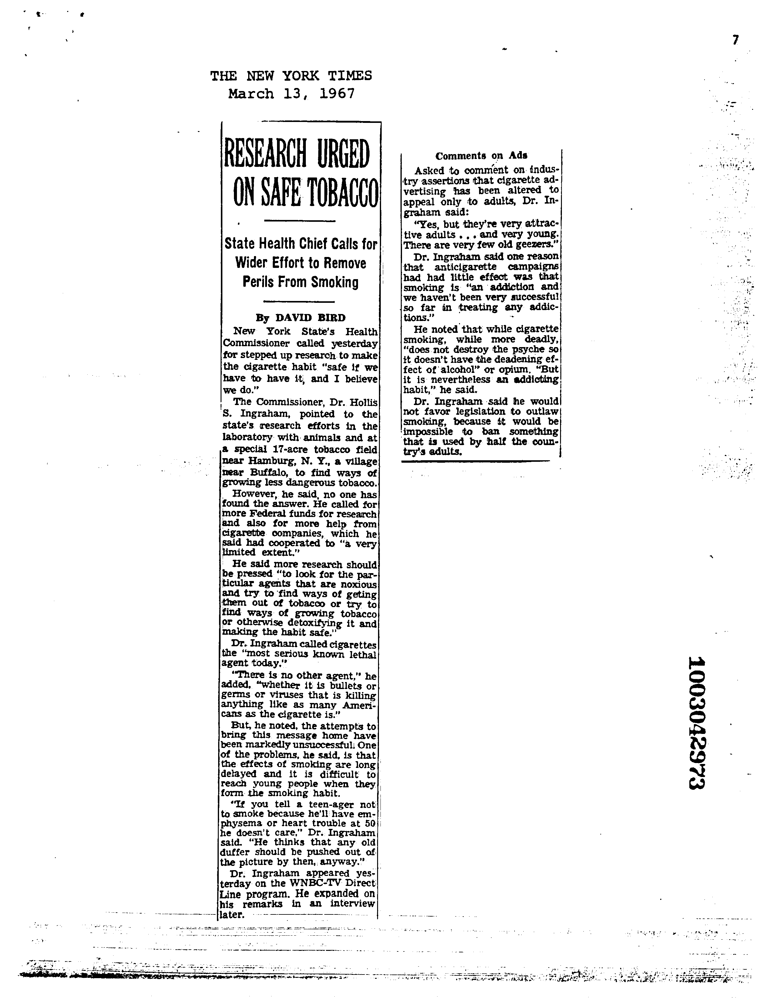 7
THE NEW YORK TIMES
March 13, 1967
RESEARCH URGED
ON SAFE TOBACCO
State Health Chief Calls for
Wider Effort to Remove
Perils From Smoking
By DAVID BIRD
New York State's Health
Commissioner called yesterday
for stepped up research to make
the cigarette habit "safe if we
have to have it, and I believe
we do."
The Commissioner, Dr. Hollis
S. Ingraham, pointed to the
state's research efforts in the
laboratory with animals and at
a special 17-acre tobacco field
near Hamburg, N. Y., a village
near Buffalo, to find ways of
growing less dangerous tobacco.
However, he said, no one has
found the answer. He called for
more Federal funds for research
and also for more help from
cigarette companies, which he
said had cooperated to "a very
limited extent."
He said more research should
be pressed "to look for the par-
ticular agents that are noxious
and try to find ways of geting
them out of tobacco or try to
find ways of growing tobacco
or otherwise detoxifying it and
making the habit safe."
Dr. Ingraham called cigarettes
the "most serious known lethal
agent today."
"There is no other agent," he
added, "whether it is bullets or
germs or viruses that is killing
anything like as many Ameri-
cans as the cigarette is."
But, he noted, the attempts to
bring this message home have
been markedly unsuccessful. One
of the problems, he said, is that
the effects of smoking are long
delayed and it is difficult to
reach young people when they
form the smoking habit.
"If you tell a teen-ager not
to smoke because he'll have em-
physema or heart trouble at 50
he doesn't care," Dr. Ingraham
said. "He thinks that any old
duffer should be pushed out of
the picture by then, anyway."
Dr. Ingraham appeared yes-
terday on the WNBC-TV Direct
Line program. He expanded on
his remarks in an interview
later.
Comments on Ads
Asked to comment on indus-
try assertions that cigarette ad-
vertising has been altered to
appeal only to adults, Dr. In-
graham said:
"Yes, but they're very attrac-
tive adults . . . and very young.
There are very few old geezers."
Dr. Ingraham said one reason
that anticigarette campaigns
had had little effect was that
smoking is "an addiction and
we haven't been very successful
so far in treating any addic-
tions."
He noted that while cigarette
smoking, while more deadly,
"does not destroy the psyche so
it doesn't have the deadening ef-
fect of alcohol" or opium. "But
it is nevertheless an addicting
habit," he said.
Dr. Ingraham said he would
not favor legislation to outlaw
smoking, because it would be
impossible to ban something
that is used by half the coun-
try's adults.
1003042973